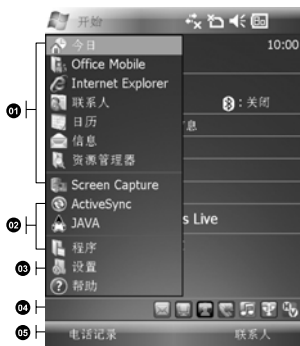 开始
今日
10:00
Office Mobile
Internet Explorer
01
联系人
: 关闭
日历
息
信息
资源管理器
Screen Capture
ActiveSync
02
JAVA
s Live
程序
03
设置
帮助
04
05
电话记录
联系人